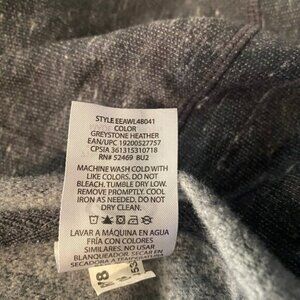 STYLE EEAWL48041
COLOR
GREYSTONE HEATHER
EAN/UPC 19200527757
CPSIA 361315310718
RN# 52469 BU2
MACHINE WASH COLD WITH
LIKE COLORS. DO NOT
BLEACH. TUMBLE DRY LOW.
REMOVE PROMPTLY. COOL
IRON AS NEEDED. DO NOT
DRY CLEAN.
LAVAR A MÁQUINA EN AGUA
FRÍA CON COLORES
SIMILARES. NO USAR
BLANQUEADOR. SECAR EN
SECADORA A